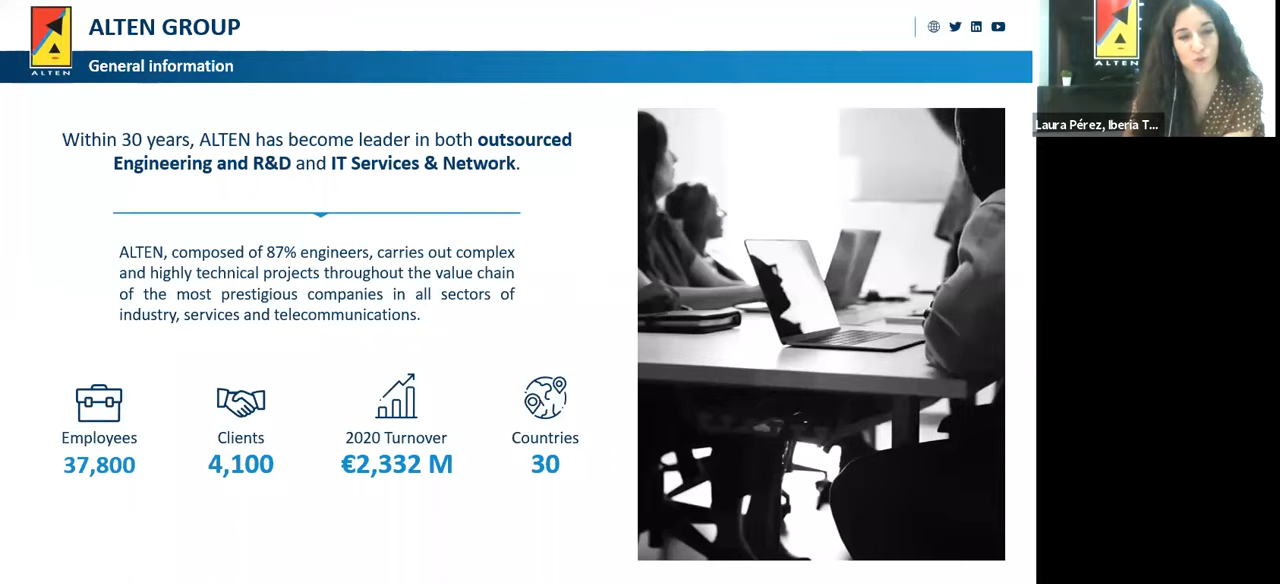 ALTEN GROUP
ALTEN
General information
Within 30 years, ALTEN has become leader in both outsourced
Engineering and R&D and IT Services & Network.
ALTEN, composed of 87% engineers, carries out complex
and highly technical projects throughout the value chain
of the most prestigious companies in all sectors of
industry, services and telecommunications.
Employees
37,800
Clients
4,100
2020 Turnover
€2,332 M
Countries
30
ALTEN
Laura Pérez, Iberia T...